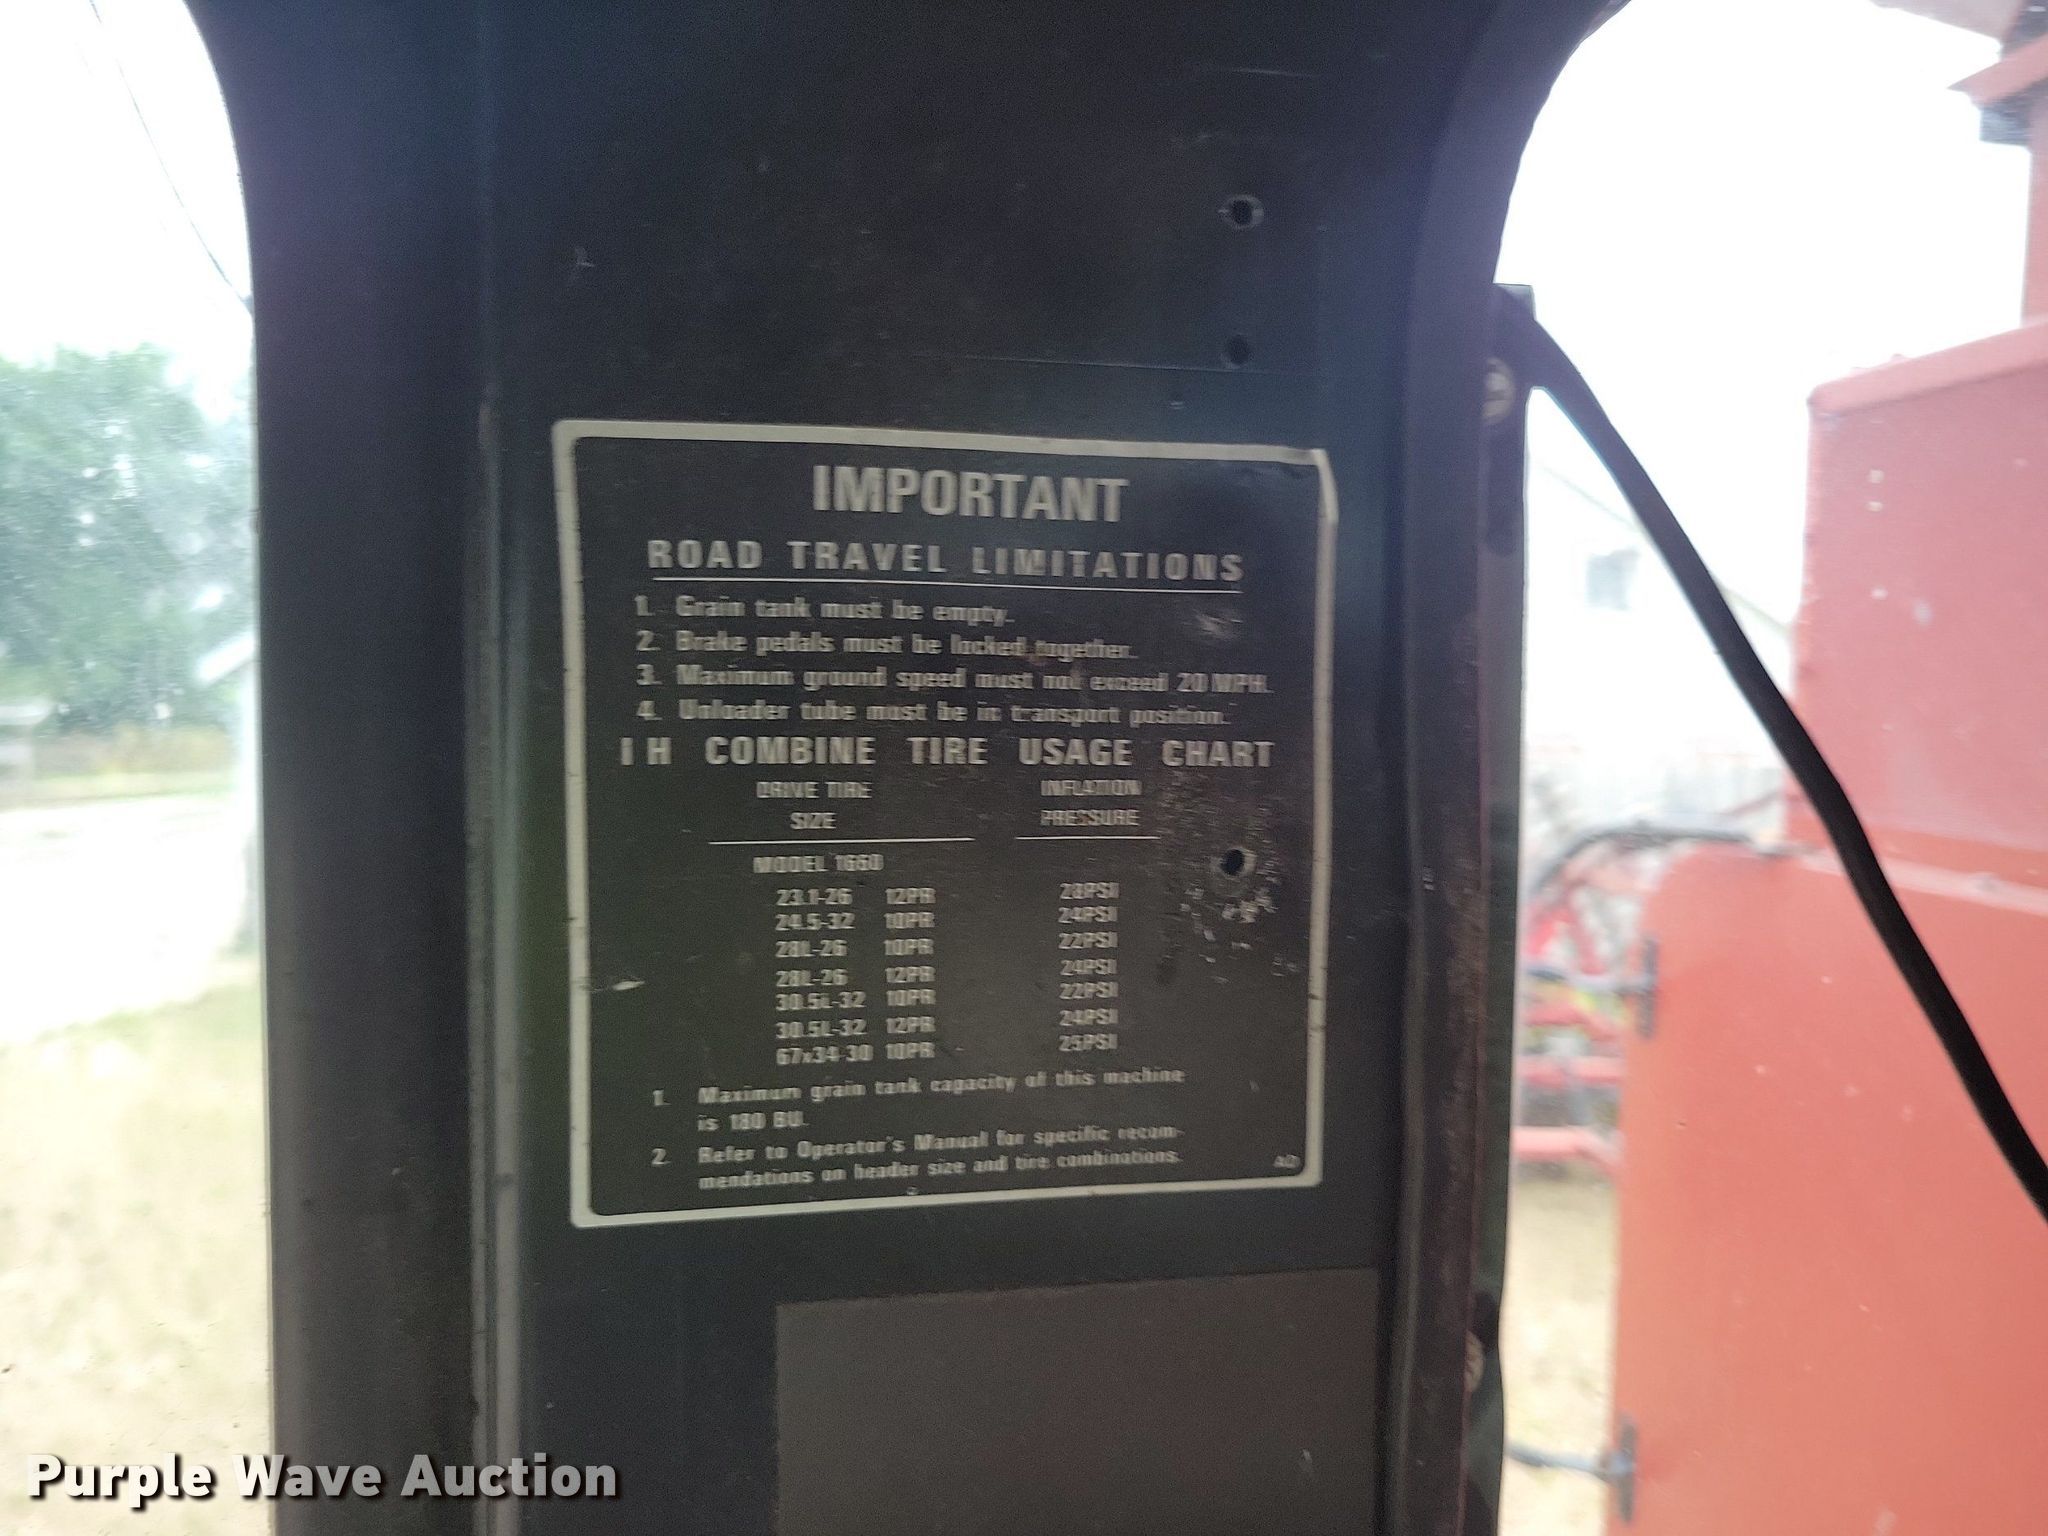 IMPORTANT
ROAD TRAVEL LIMITATIONS
1. Grain tank must be empty.
2. Brake pedals must be locked together.
3. Maximum ground speed must not exceed 20 MPH.
4. Unloader tube must be in transport position.
I H COMBINE TIRE USAGE CHART
DRIVE TIRE INFLATION
SIZE PRESSURE
MODEL 1660
23.1-26 12PR 28PSI
24.5-32 10PR 24PSI
28L-26 10PR 22PSI
28L-26 12PR 24PSI
30.5L-32 10PR 22PSI
30.5L-32 12PR 24PSI
67x34-30 10PR 25PSI
1. Maximum grain tank capacity of this machine
is 180 BU.
2. Refer to Operator's Manual for specific recom-
mendations on header size and tire combinations.
Purple Wave Auction